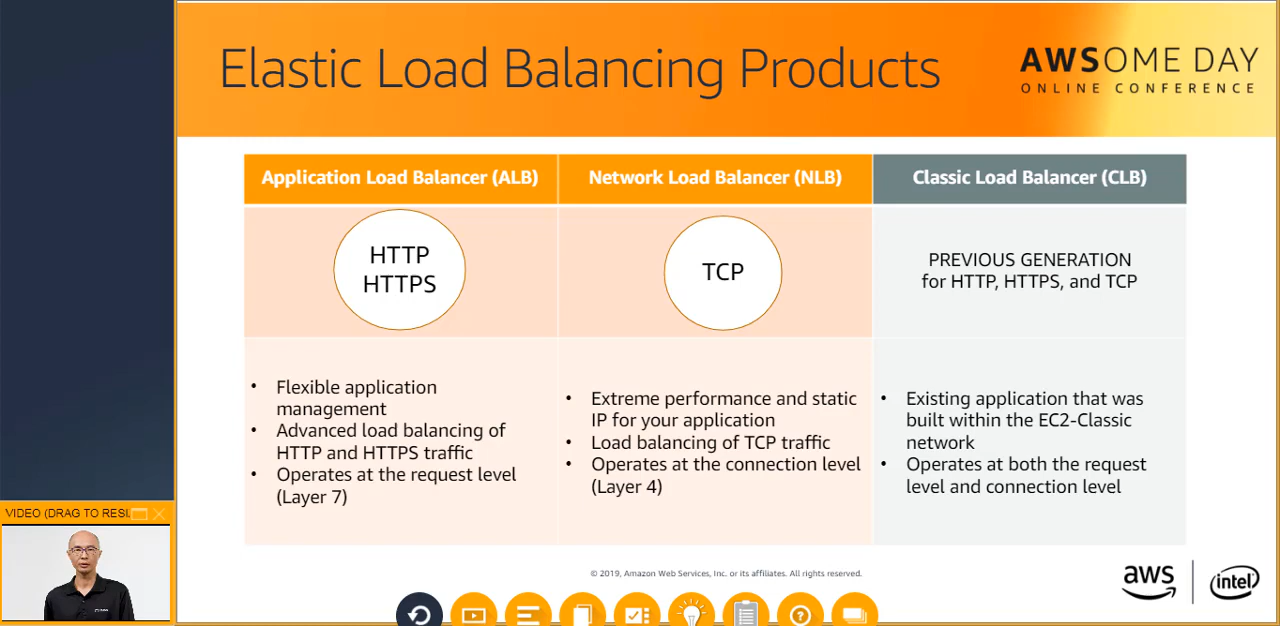 Elastic Load Balancing Products
AWSOME DAY
ONLINE CONFERENCE
Application Load Balancer (ALB)
Network Load Balancer (NLB)
Classic Load Balancer (CLB)
HTTP
HTTPS
TCP
PREVIOUS GENERATION
for HTTP, HTTPS, and TCP
• Flexible application
management
• Advanced load balancing of
HTTP and HTTPS traffic
• Operates at the request level
(Layer 7)
• Extreme performance and static
IP for your application
• Load balancing of TCP traffic
• Operates at the connection level
(Layer 4)
• Existing application that was
built within the EC2-Classic
network
• Operates at both the request
level and connection level
VIDEO (DRAG TO RESI
© 2019, Amazon Web Services, Inc. or its affiliates. All rights reserved.
aws
intel